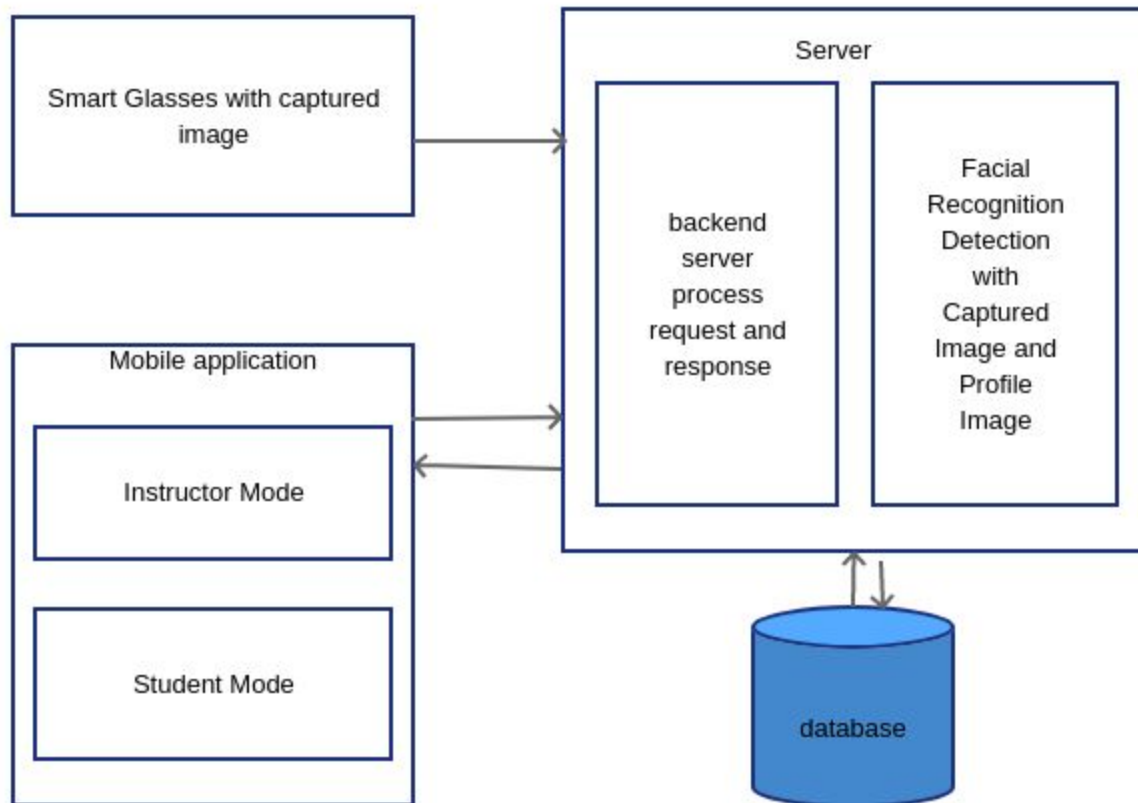 Smart Glasses with captured
image
Server
backend
server
process
request and
response
Facial
Recognition
Detection
with
Captured
Image and
Profile
Image
Mobile application
Instructor Mode
Student Mode
database